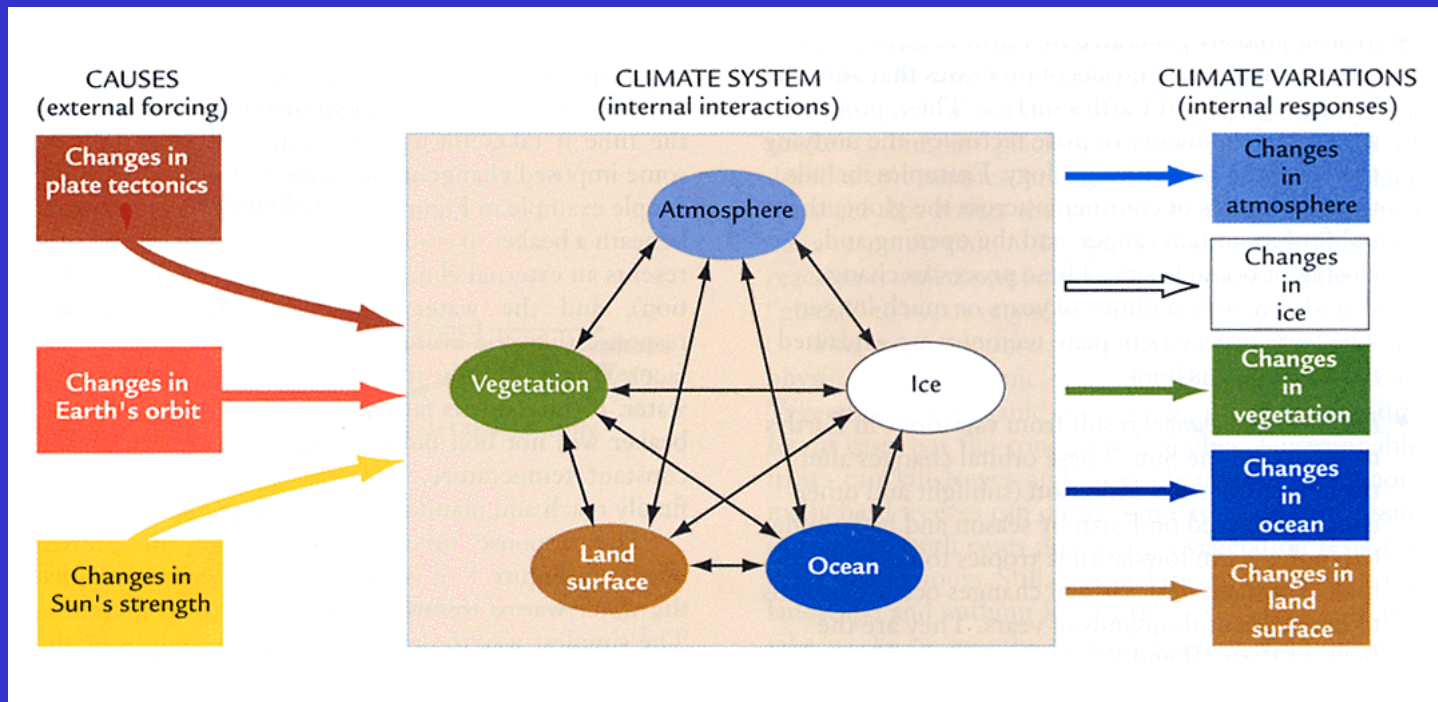 CAUSES
(external forcing)
Changes in
plate tectonics
Changes in
Earth's orbit
Changes in
Sun's strength
CLIMATE SYSTEM
(internal interactions)
Atmosphere
Vegetation
Ice
Land
surface
Ocean
CLIMATE VARIATIONS
(internal responses)
Changes
in
atmosphere
Changes
in
ice
Changes
in
vegetation
Changes
in
ocean
Changes in
land
surface